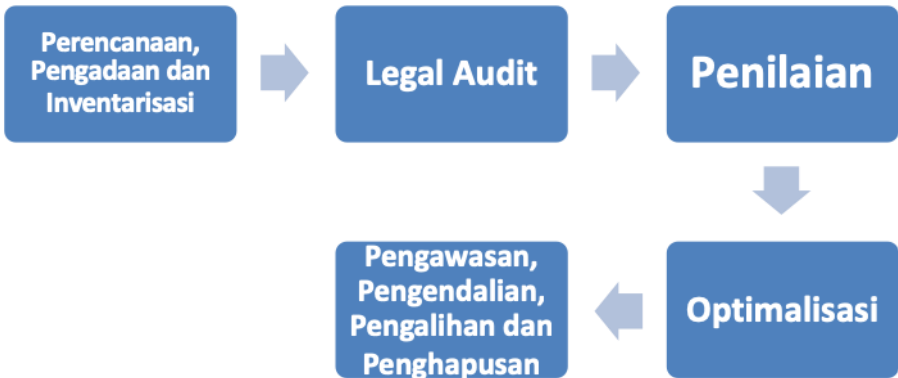 Perencanaan,
Pengadaan dan
Inventarisasi
Legal Audit
Penilaian
Optimalisasi
Pengawasan,
Pengendalian,
Pengalihan dan
Penghapusan